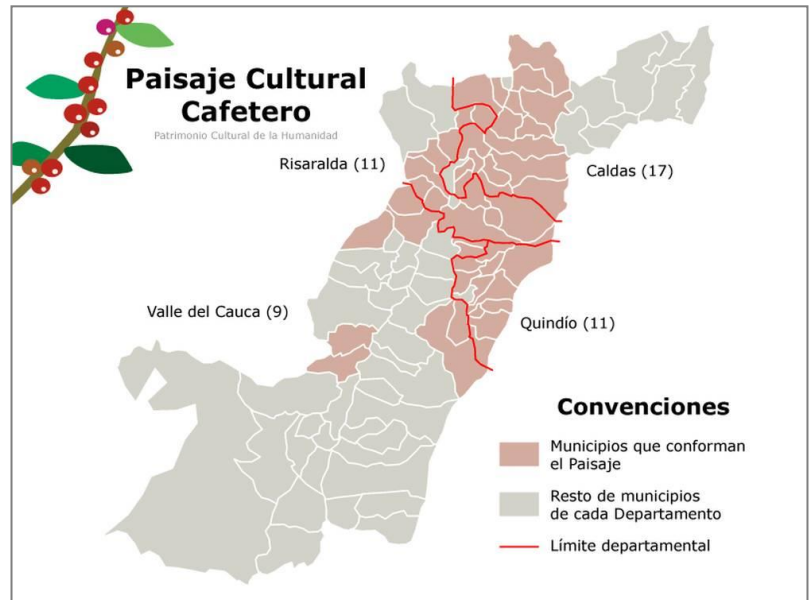 Paisaje Cultural
Cafetero
Patrimonio Cultural de la Humanidad
Risaralda (11)
Caldas (17)
Valle del Cauca (9)
Quindío (11)
Convenciones
Municipios que conforman
el Paisaje
Resto de municipios
de cada Departamento
Límite departamental